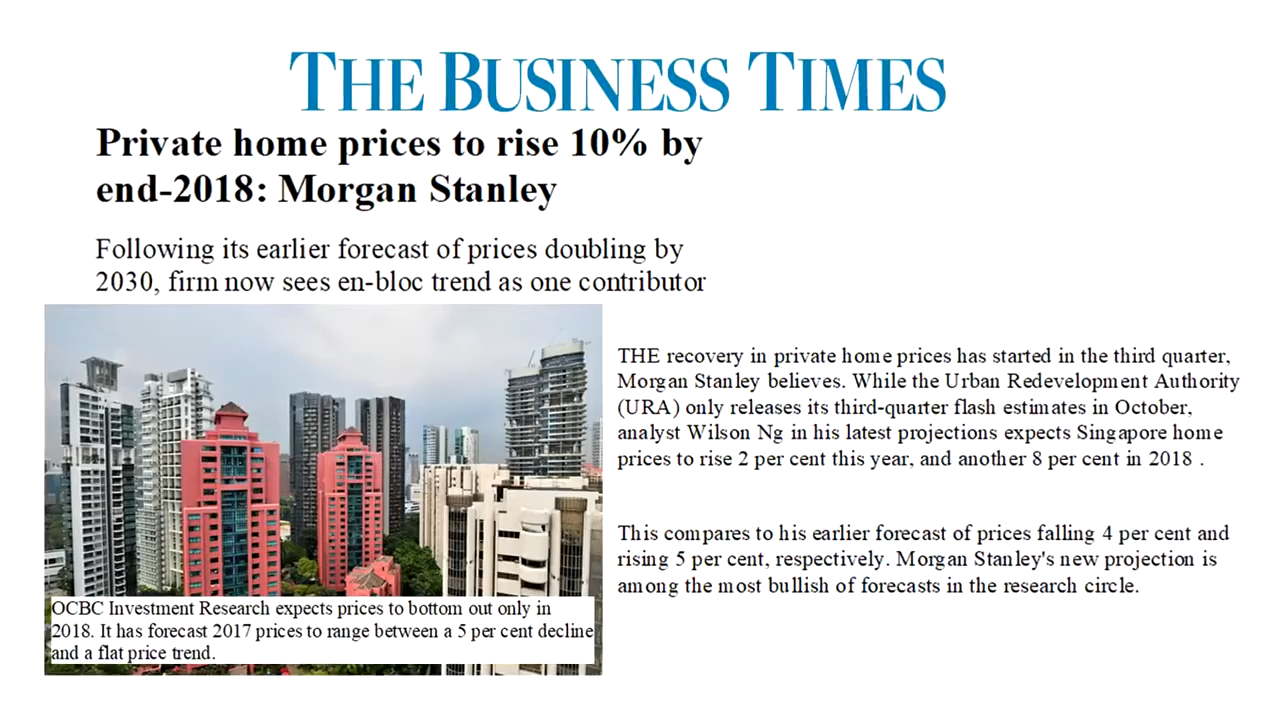 THE BUSINESS TIMES
Private home prices to rise 10% by
end-2018: Morgan Stanley
Following its earlier forecast of prices doubling by
2030, firm now sees en-bloc trend as one contributor
THE recovery in private home prices has started in the third quarter,
Morgan Stanley believes. While the Urban Redevelopment Authority
(URA) only releases its third-quarter flash estimates in October,
analyst Wilson Ng in his latest projections expects Singapore home
prices to rise 2 per cent this year, and another 8 per cent in 2018 .
This compares to his earlier forecast of prices falling 4 per cent and
rising 5 per cent, respectively. Morgan Stanley's new projection is
among the most bullish of forecasts in the research circle.
OCBC Investment Research expects prices to bottom out only in
2018. It has forecast 2017 prices to range between a 5 per cent decline
and a flat price trend.